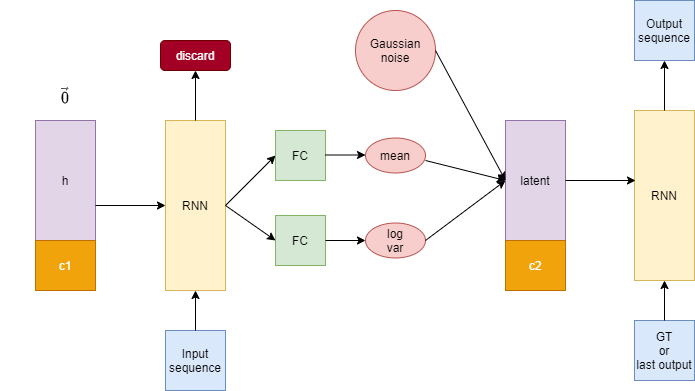 Output
sequence
Gaussian
noise
discard
0
h
c1
RNN
FC
mean
FC
log
var
latent
c2
RNN
Input
sequence
GT
or
last output